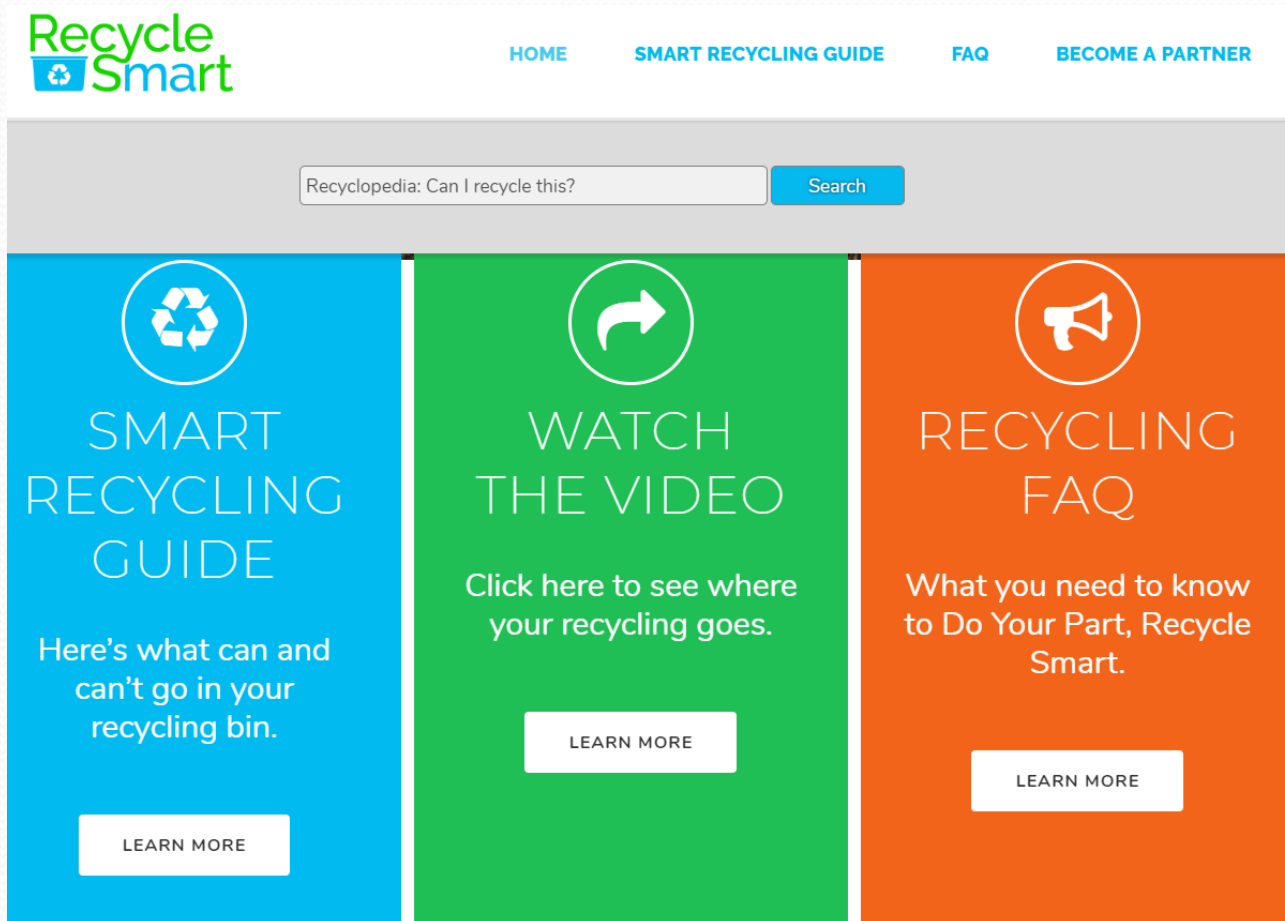 Recycle
Smart
HOME
SMART RECYCLING GUIDE
FAQ
BECOME A PARTNER
Recyclopedia: Can I recycle this?
Search
SMART
RECYCLING
GUIDE
Here's what can and
can't go in your
recycling bin.
LEARN MORE
WATCH
THE VIDEO
Click here to see where
your recycling goes.
LEARN MORE
RECYCLING
FAQ
What you need to know
to Do Your Part, Recycle
Smart.
LEARN MORE